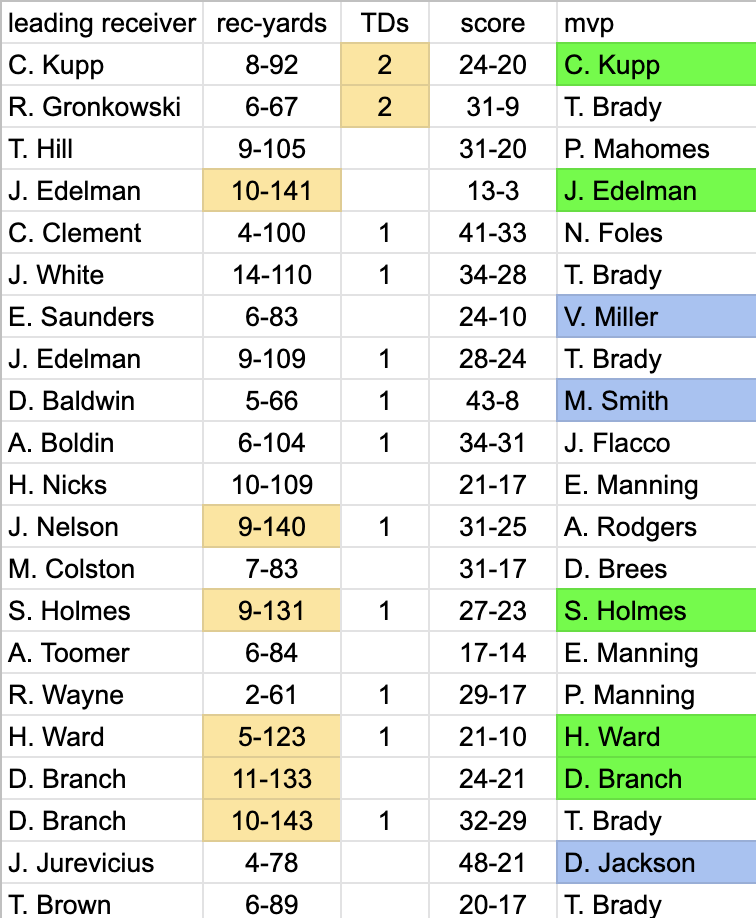 leading receiver rec-yards TDs score mvp
C. Kupp 8-92 2 24-20 C. Kupp
R. Gronkowski 6-67 2 31-9 T. Brady
T. Hill 9-105 31-20 P. Mahomes
J. Edelman 10-141 13-3 J. Edelman
C. Clement 4-100 1 41-33 N. Foles
J. White 14-110 1 34-28 T. Brady
E. Saunders 6-83 24-10 V. Miller
J. Edelman 9-109 1 28-24 T. Brady
D. Baldwin 5-66 1 43-8 M. Smith
A. Boldin 6-104 1 34-31 J. Flacco
H. Nicks 10-109 21-17 E. Manning
J. Nelson 9-140 1 31-25 A. Rodgers
M. Colston 7-83 31-17 D. Brees
S. Holmes 9-131 1 27-23 S. Holmes
A. Toomer 6-84 17-14 E. Manning
R. Wayne 2-61 1 29-17 P. Manning
H. Ward 5-123 1 21-10 H. Ward
D. Branch 11-133 24-21 D. Branch
D. Branch 10-143 1 32-29 T. Brady
J. Jurevicius 4-78 48-21 D. Jackson
T. Brown 6-89 20-17 T. Brady